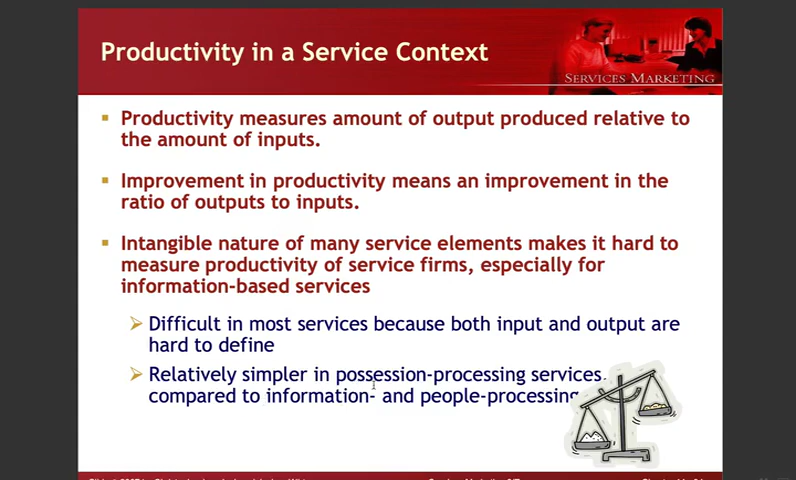 Productivity in a Service Context
SERVICES MARKETING
Productivity measures amount of output produced relative to
the amount of inputs.
Improvement in productivity means an improvement in the
ratio of outputs to inputs.
Intangible nature of many service elements makes it hard to
measure productivity of service firms, especially for
information-based services
Difficult in most services because both input and output are
hard to define
Relatively simpler in possession-processing services,
compared to information- and people-processing